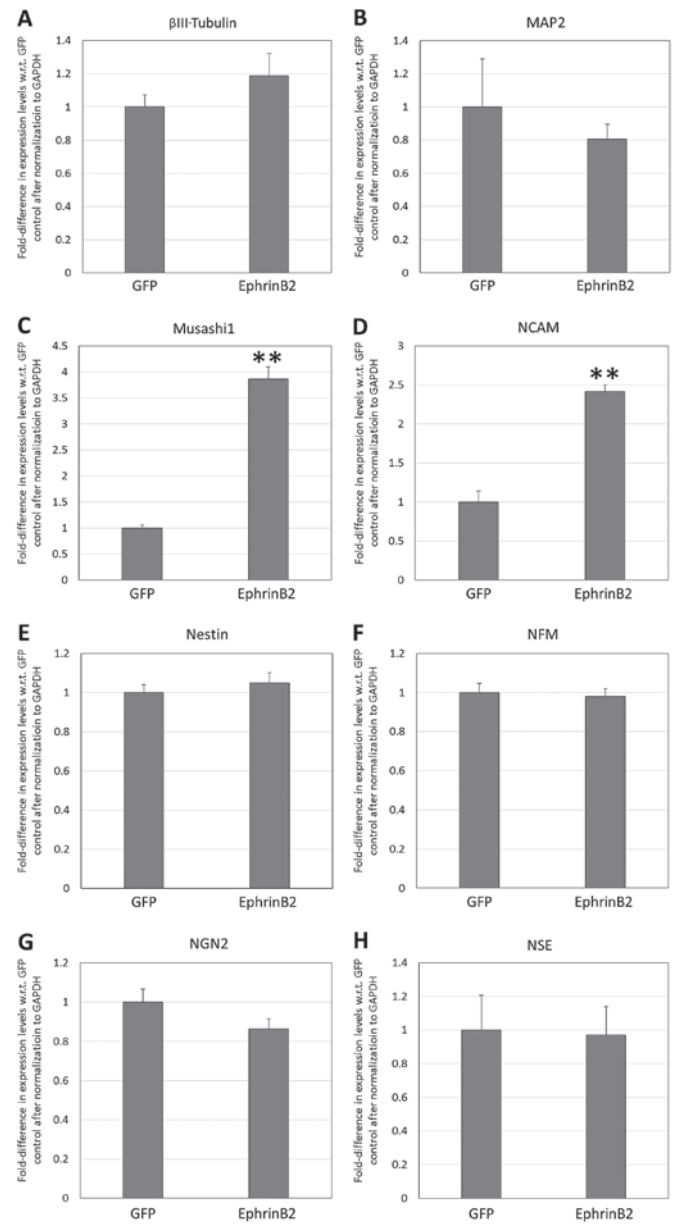 A
βIII-Tubulin
Fold-difference in expression levels w.r.t. GFP
control after normalizatioin to GAPDH
1.4
1.2
1
0.8
0.6
0.4
0.2
0
GFP
EphrinB2
B
MAP2
Fold-difference in expression levels w.r.t. GFP
control after normalizatioin to GAPDH
1.4
1.2
1
0.8
0.6
0.4
0.2
0
GFP
EphrinB2
C
Musashi1
Fold-difference in expression levels w.r.t. GFP
control after normalizatioin to GAPDH
4.5
4
3.5
3
2.5
2
1.5
1
0.5
0
**
GFP
EphrinB2
D
NCAM
Fold-difference in expression levels w.r.t. GFP
control after normalizatioin to GAPDH
3
2.5
2
1.5
1
0.5
0
**
GFP
EphrinB2
E
Nestin
Fold-difference in expression levels w.r.t. GFP
control after normalizatioin to GAPDH
1.2
1
0.8
0.6
0.4
0.2
0
GFP
EphrinB2
F
NFM
Fold-difference in expression levels w.r.t. GFP
control after normalizatioin to GAPDH
1.2
1
0.8
0.6
0.4
0.2
0
GFP
EphrinB2
G
NGN2
Fold-difference in expression levels w.r.t. GFP
control after normalizatioin to GAPDH
1.2
1
0.8
0.6
0.4
0.2
0
GFP
EphrinB2
H
NSE
Fold-difference in expression levels w.r.t. GFP
control after normalizatioin to GAPDH
1.4
1.2
1
0.8
0.6
0.4
0.2
0
GFP
EphrinB2